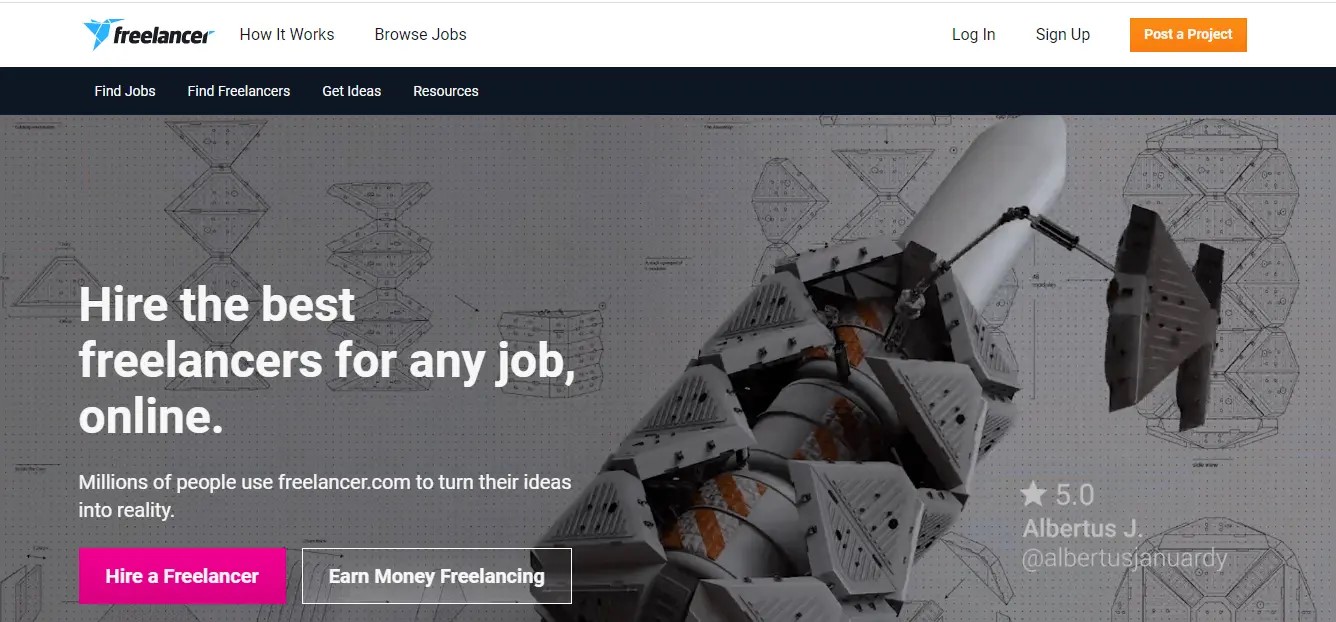 freelancer
How It Works
Browse Jobs
Log In
Sign Up
Post a Project
Find Jobs
Find Freelancers
Get Ideas
Resources
Hire the best
freelancers for any job,
online.
Millions of people use freelancer.com to turn their ideas
into reality.
Hire a Freelancer
Earn Money Freelancing
side view
5.0
Albertus J.
@albertusjanuardy